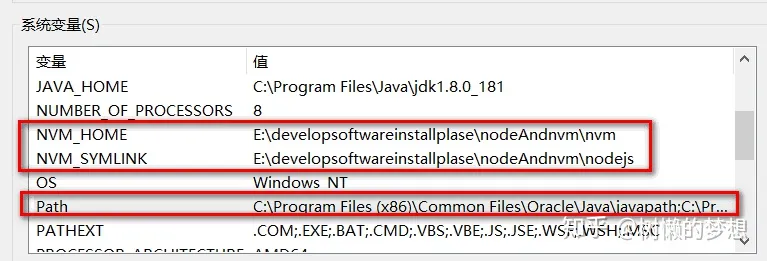 系统变量(S)
变量 值
JAVA_HOME C:\Program Files\Java\jdk1.8.0_181
NUMBER_OF_PROCESSORS 8
NVM_HOME E:\developsoftwareinstallplase\nodeAndnvm\nvm
NVM_SYMLINK E:\developsoftwareinstallplase\nodeAndnvm\nodejs
OS Windows_NT
Path C:\Program Files (x86)\Common Files\Oracle\Java\javapath;C:\Pr...
PATHEXT .COM;.EXE;.BAT;.CMD;.VBS;.VBE;.JS;.JSE;.WSF;.WSH;.MSC
PROCESSOR_ARCHITECTURE AMD64
知乎 @树懒的梦想